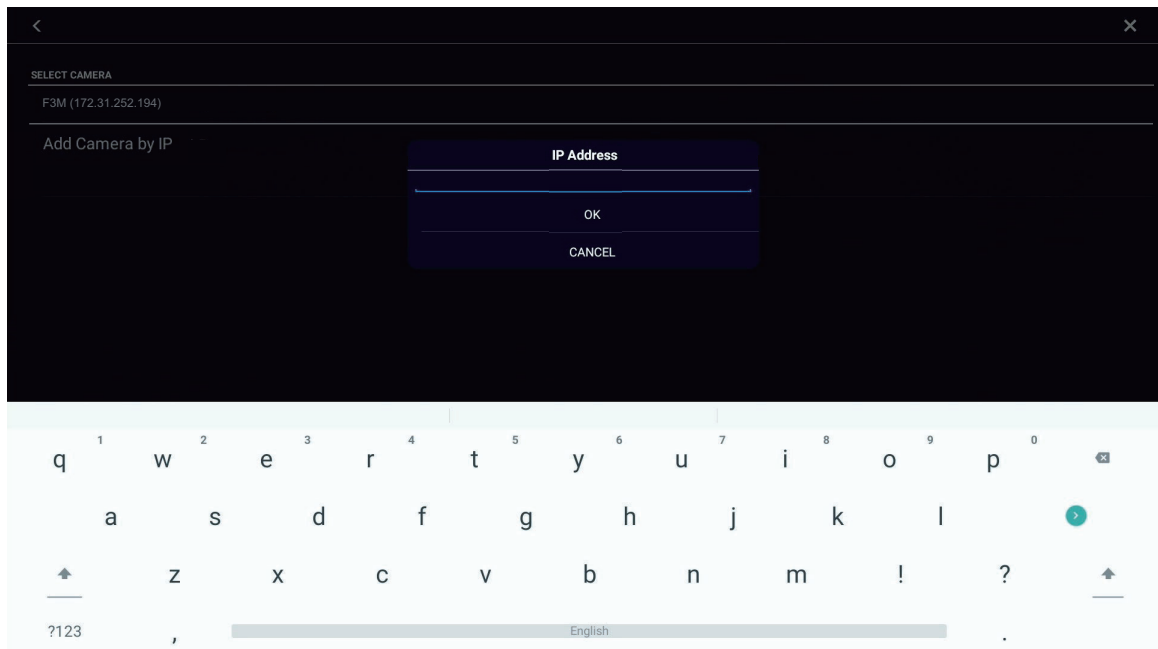 SELECT CAMERA
F3M (172.31.252.194)
Add Camera by IP
IP Address
OK
CANCEL
1 2 3 4 5 6 7 8 9 0
q w e r t y u i o p
a s d f g h j k l
z x c v b n m ! ?
?123 , English .